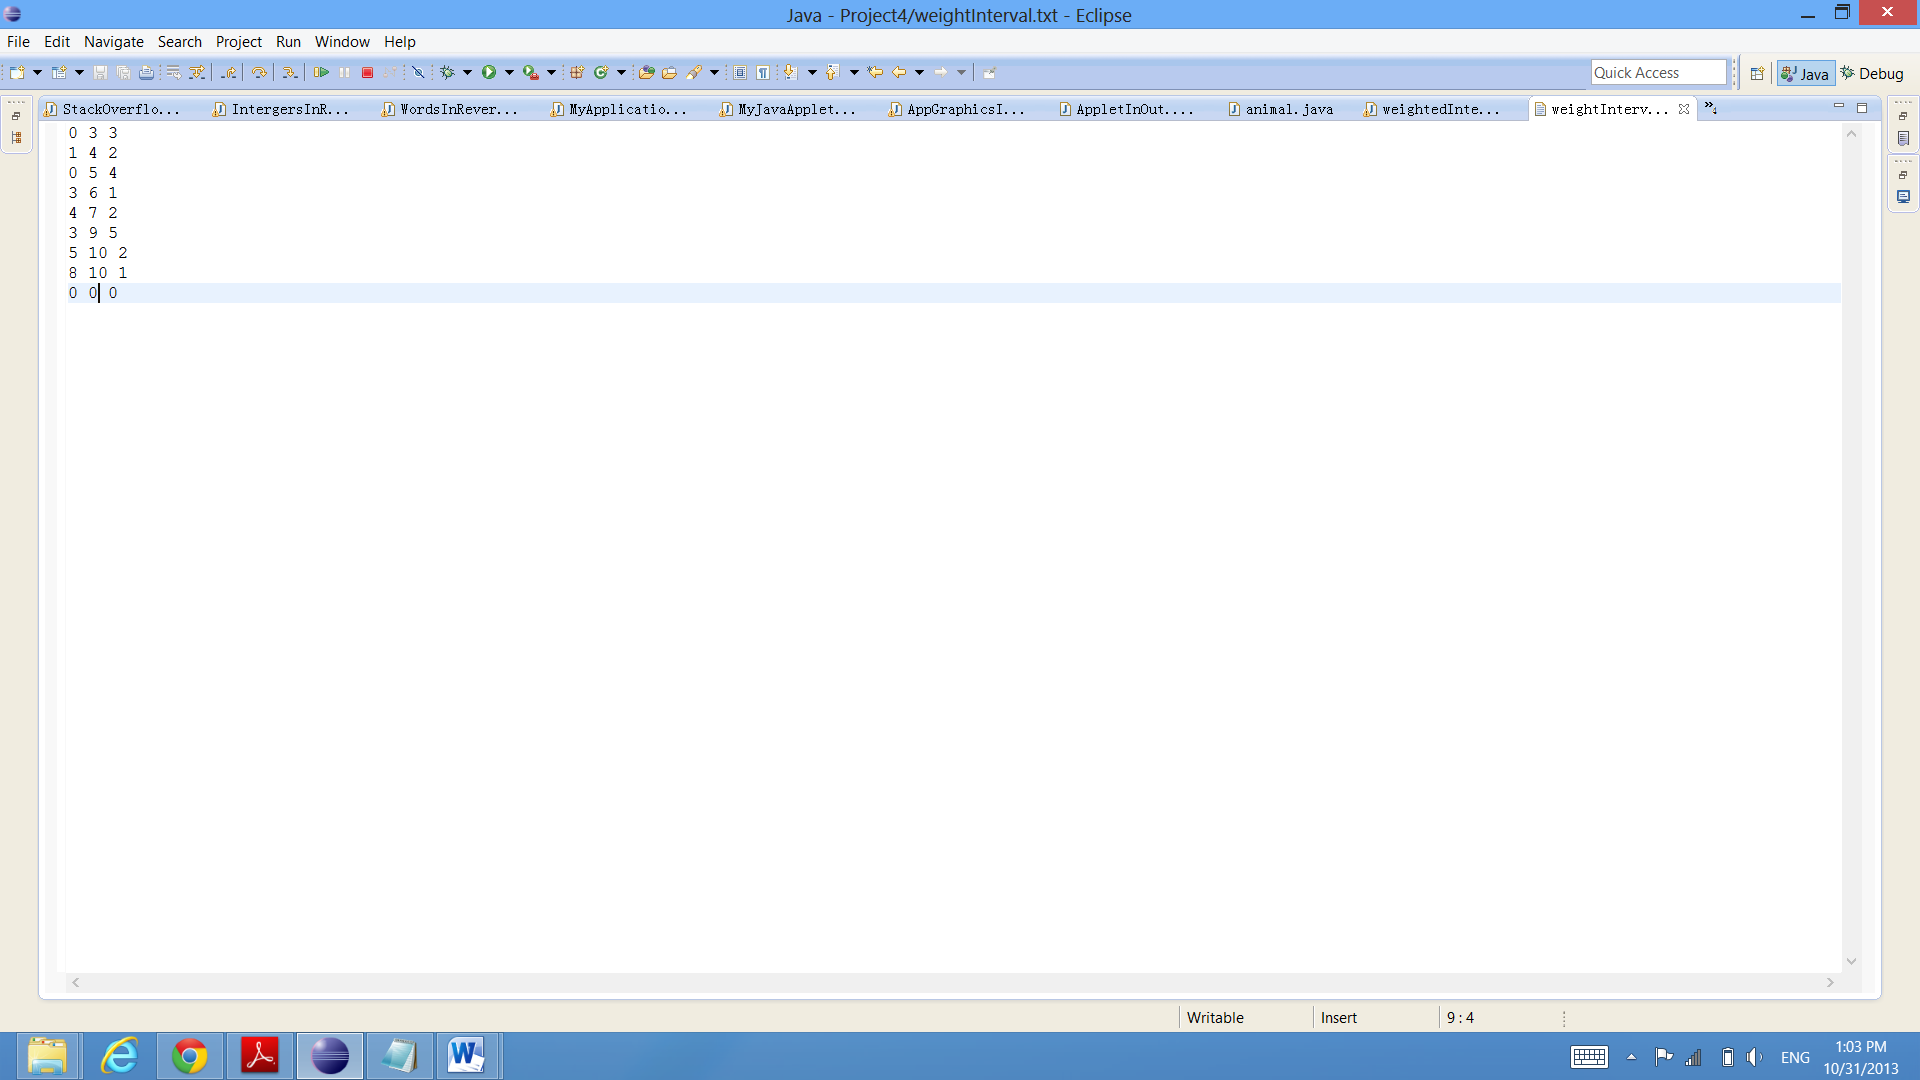 Java - Project4/weightInterval.txt - Eclipse
File Edit Navigate Search Project Run Window Help
Quick Access
Java
Debug
StackOverflo... IntergersInR... WordsInRever... MyApplicatio... MyJavaApplet... AppGraphicsI... AppletInOut.... animal.java weightedInte... weightInterv... »4
0 3 3
1 4 2
0 5 4
3 6 1
4 7 2
3 9 5
5 10 2
8 10 1
0 0 0
Writable Insert 9 : 4
ENG
1:03 PM
10/31/2013